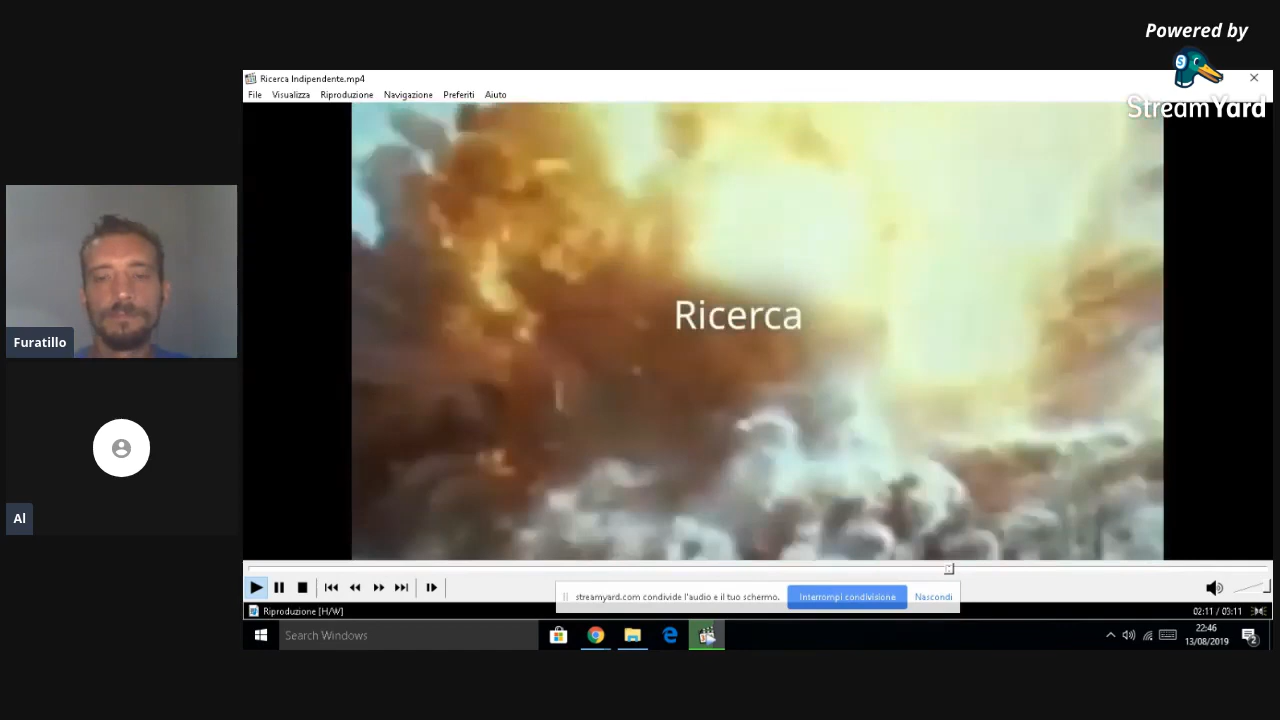 Powered by
StreamYard
Ricerca Indipendente.mp4
File Visualizza Riproduzione Navigazione Preferiti Aiuto
Ricerca
Furatillo
Al
streamyard.com condivide l'audio e il tuo schermo. Interrompi condivisione Nascondi
Riproduzione [H/W]
02:11 / 03:11
Search Windows
22:46
13/08/2019
2